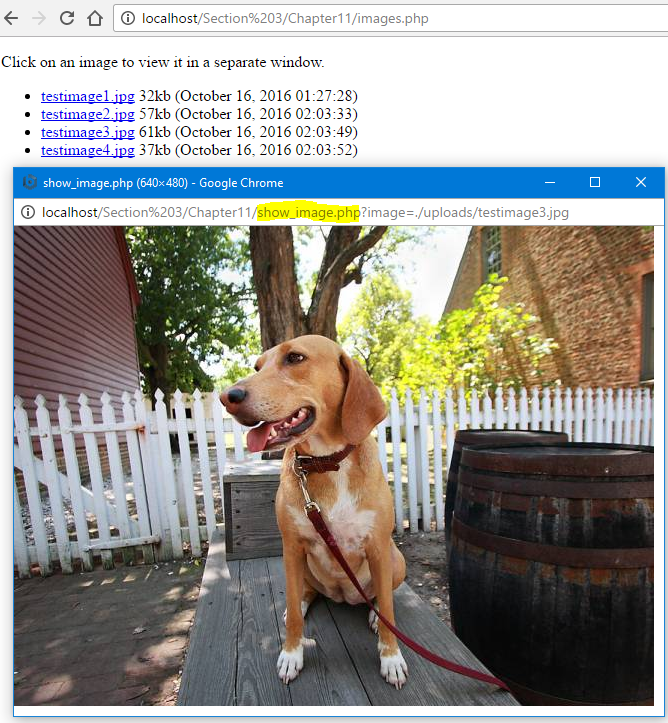 localhost/Section%203/Chapter11/images.php
Click on an image to view it in a separate window.
testimage1.jpg 32kb (October 16, 2016 01:27:28)
testimage2.jpg 57kb (October 16, 2016 02:03:33)
testimage3.jpg 61kb (October 16, 2016 02:03:49)
testimage4.jpg 37kb (October 16, 2016 02:03:52)
show_image.php (640×480) - Google Chrome
localhost/Section%203/Chapter11/show_image.php?image=./uploads/testimage3.jpg